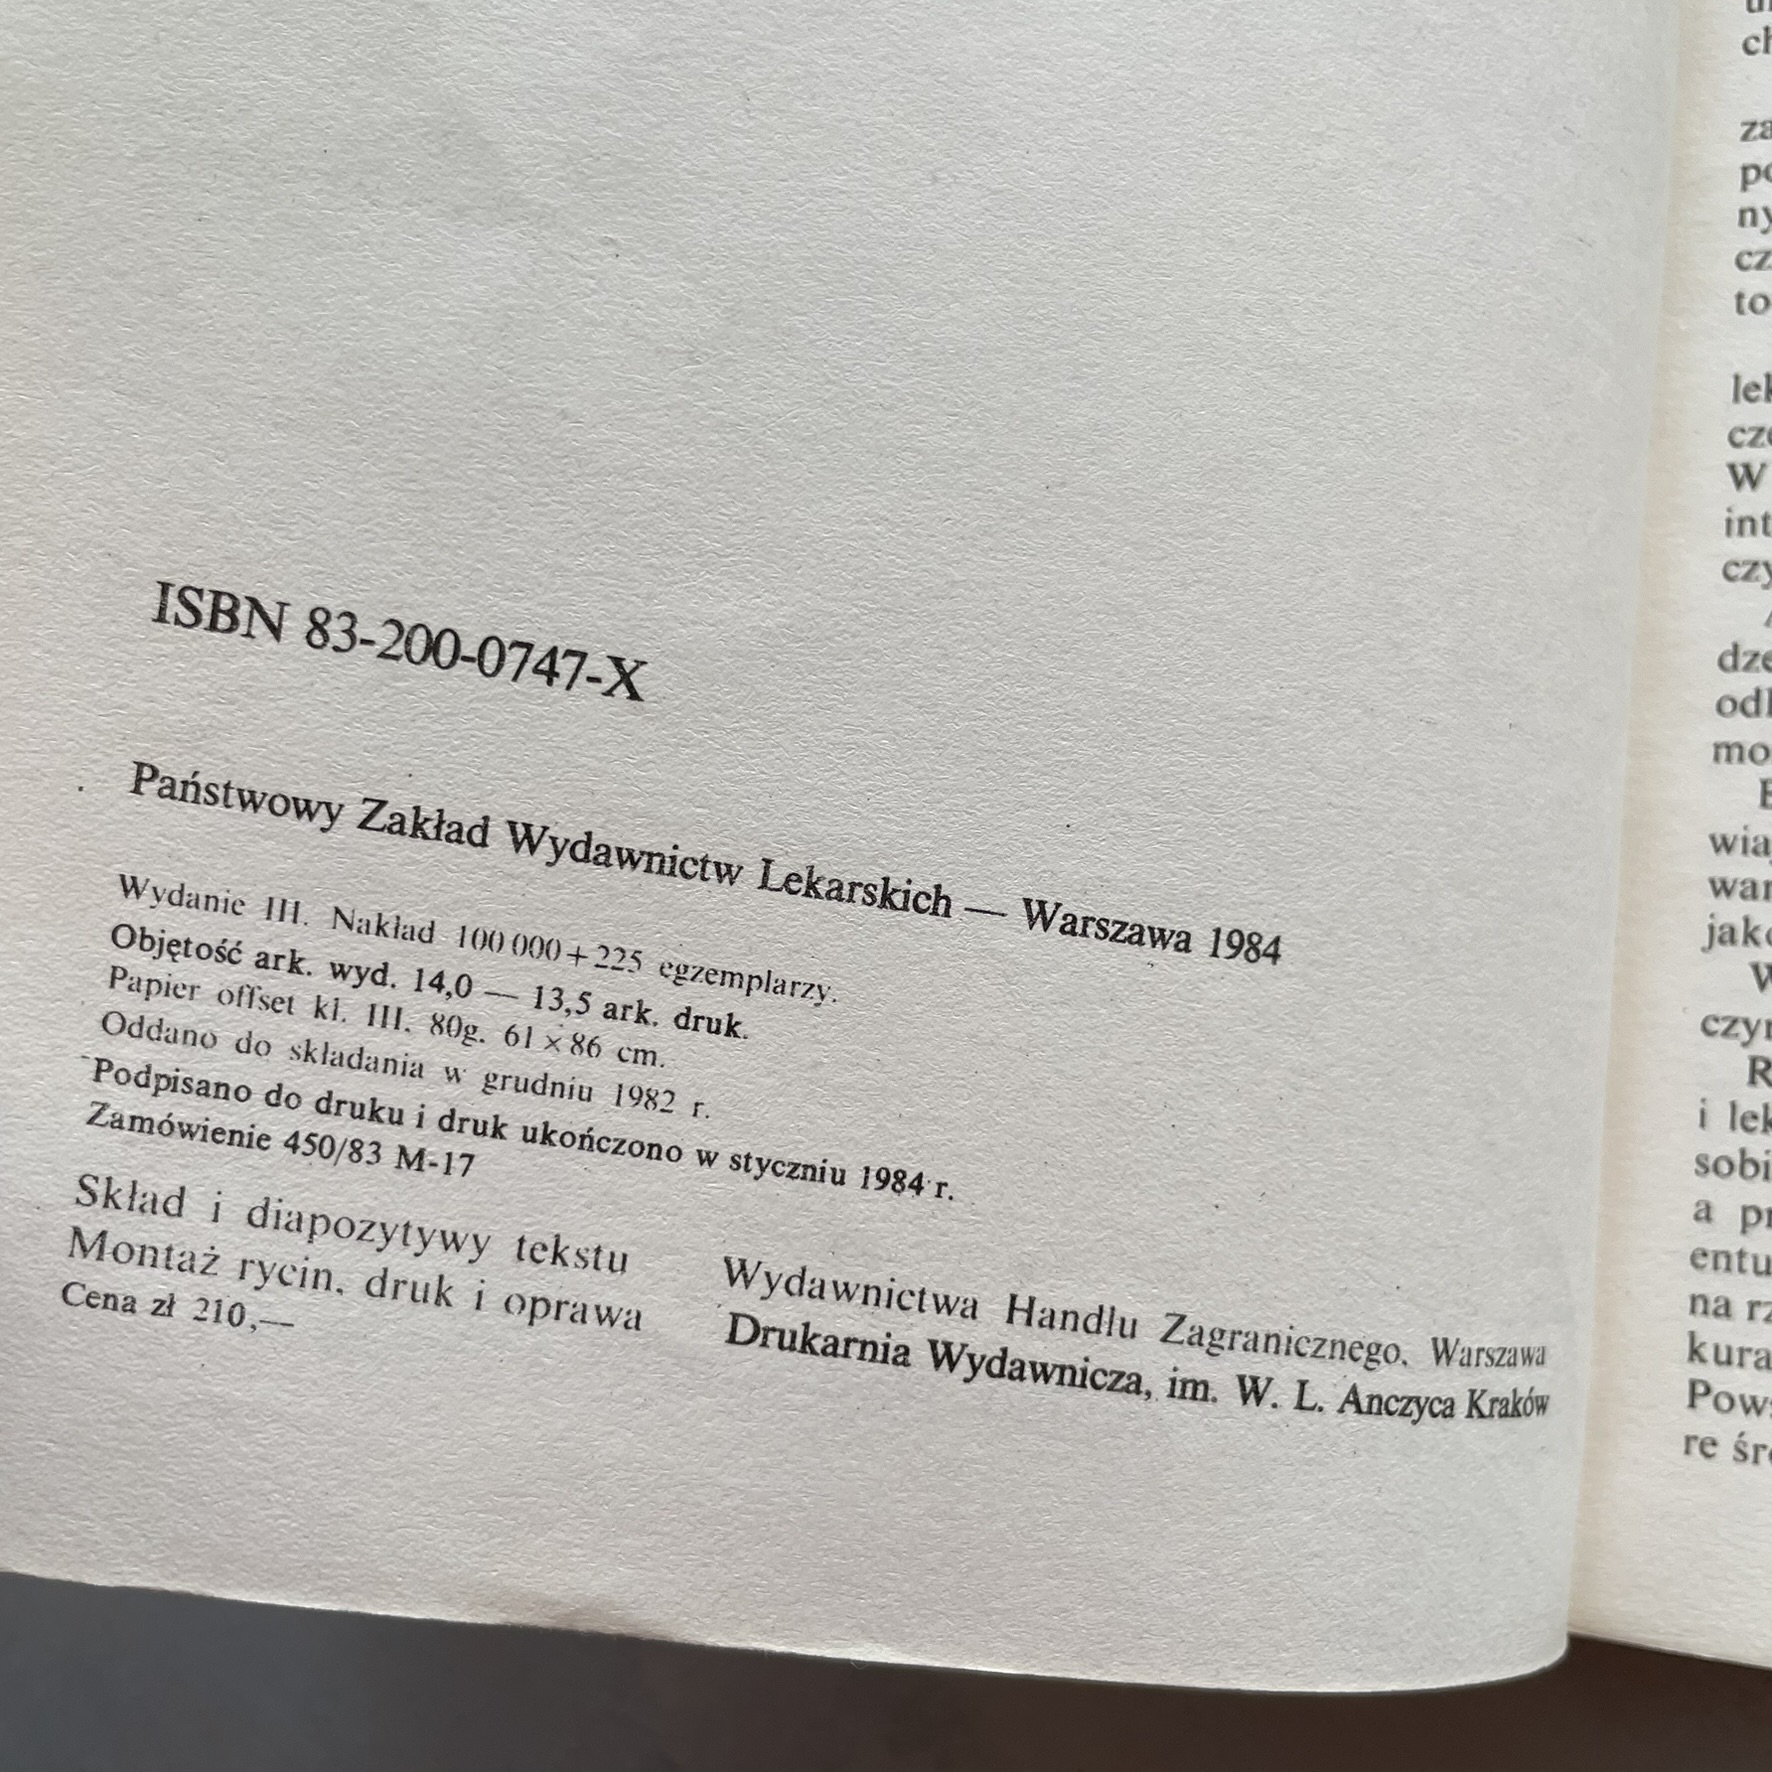 ISBN 83-200-0747-X
Państwowy Zakład Wydawnictw Lekarskich — Warszawa 1984
Wydanie III. Nakład 100 000 + 225 egzemplarzy.
Objętość ark. wyd. 14,0 — 13,5 ark. druk.
Papier offset kl. III. 80g. 61 × 86 cm.
Oddano do składania w grudniu 1982 r.
Podpisano do druku i druk ukończono w styczniu 1984 r.
Zamówienie 450/83 M-17
Skład i diapozytywy tekstu Wydawnictwa Handlu Zagranicznego. Warszawa
Montaż rycin. druk i oprawa Drukarnia Wydawnicza, im. W. L. Anczyca Kraków
Cena zł 210,—